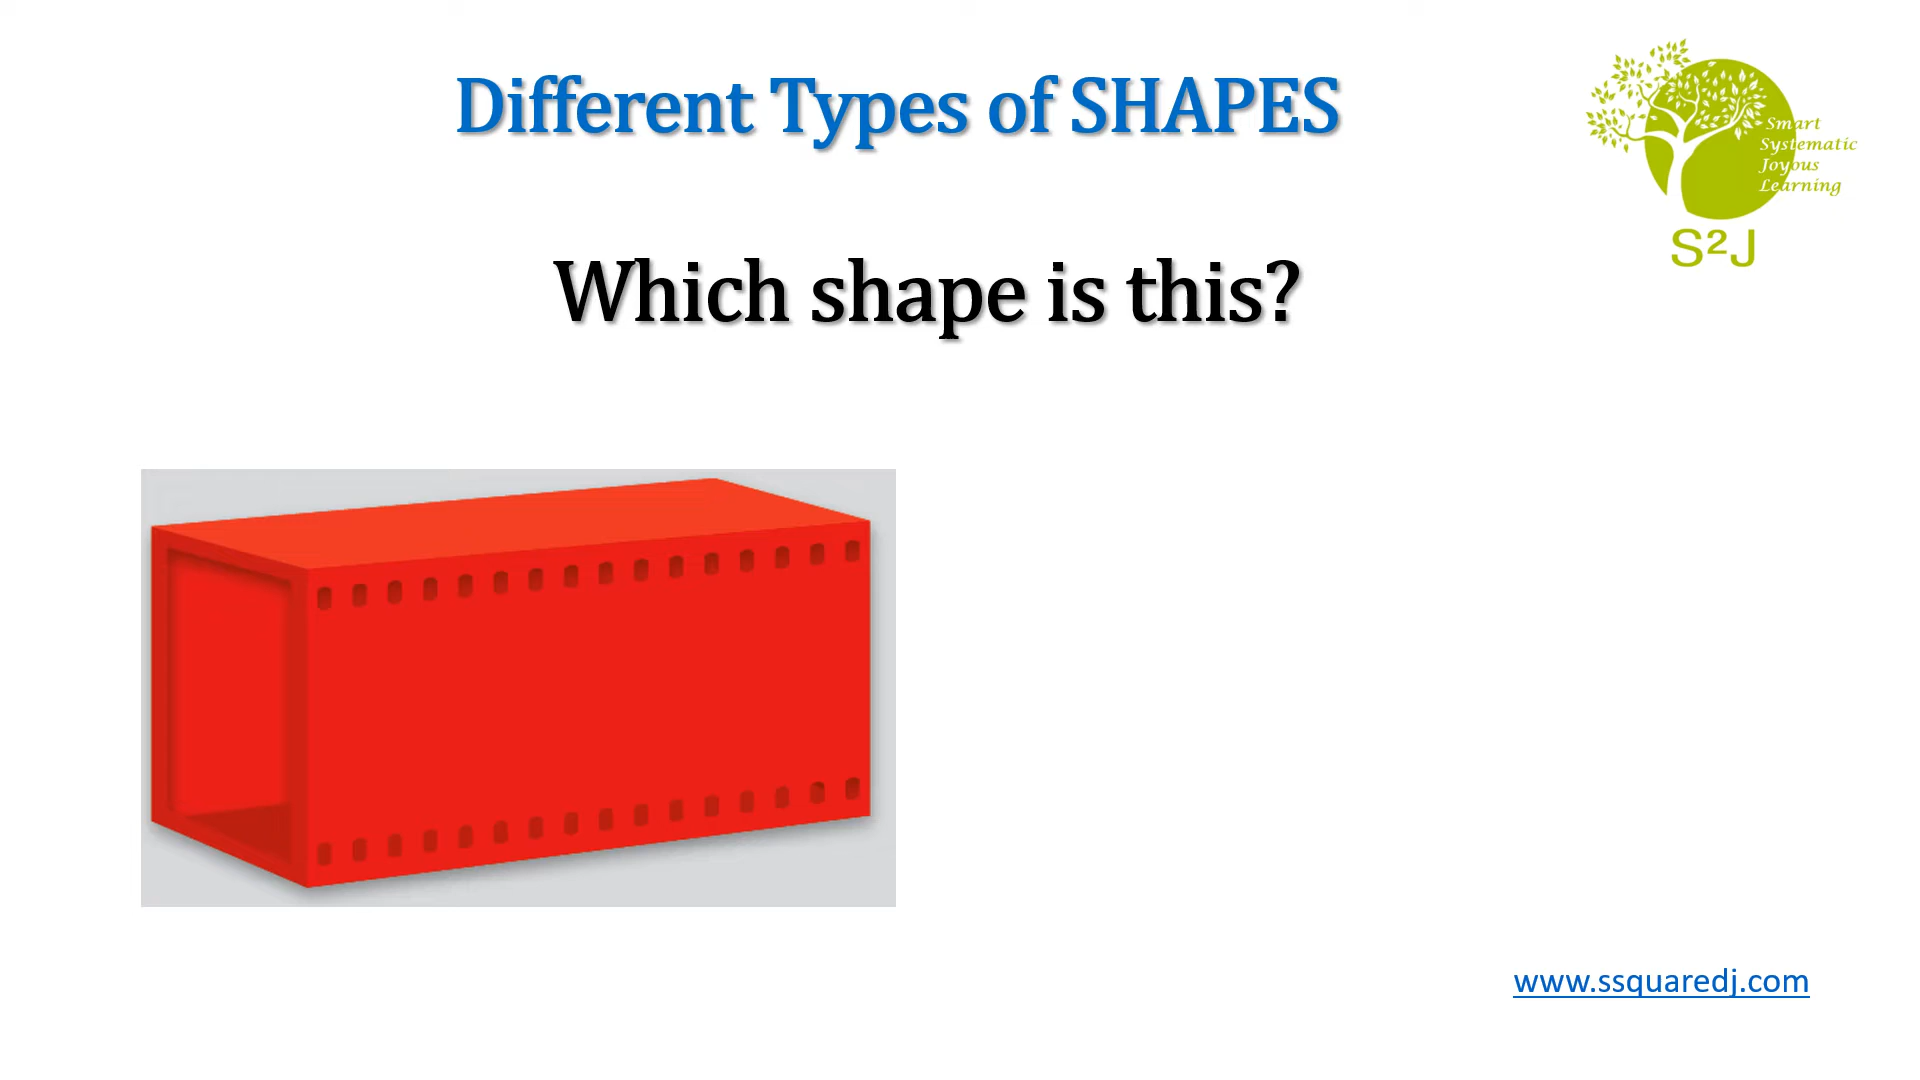 Different Types of SHAPES
Smart
Systematic
Joyous
Learning
S²J
Which shape is this?
www.ssquaredj.com